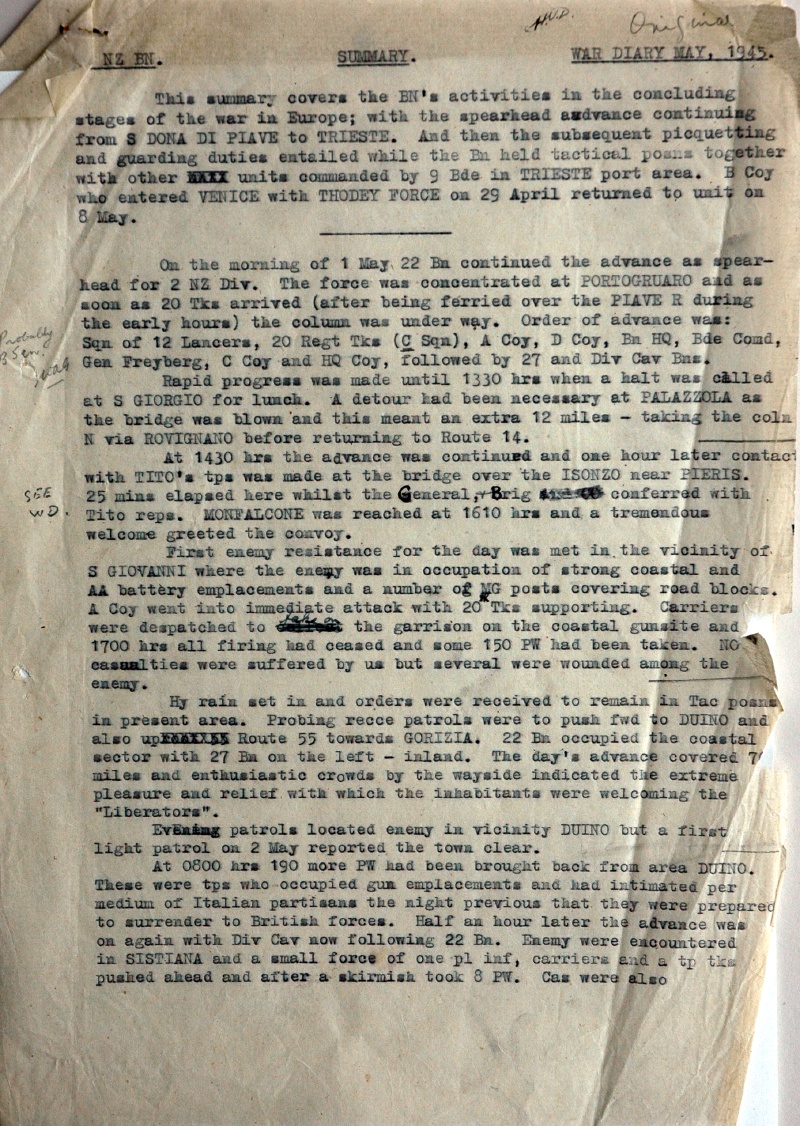 H.W.D. Original
NZ BN. SUMMARY. WAR DIARY MAY, 1945.
This summary covers the BN's activities in the concluding
stages of the war in Europe; with the spearhead aadvance continuing
from S DONA DI PIAVE to TRIESTE. And then the subsequent picquetting
and guarding duties entailed while the Bn held tactical posns together
with other units commanded by 9 Bde in TRIESTE port area. B Coy
who entered VENICE with THODEY FORCE on 29 April returned to unit on
8 May.
On the morning of 1 May 22 Bn continued the advance as spear-
head for 2 NZ Div. The force was concentrated at PORTOGRUARO and as
soon as 20 Tks arrived (after being ferried over the PIAVE R during
the early hours) the column was under way. Order of advance was:
Sqn of 12 Lancers, 20 Regt Tks (C Sqn), A Coy, D Coy, Bn HQ, Bde Comd,
Gen Freyberg, C Coy and HQ Coy, followed by 27 and Div Cav Bns.
Probably
Rapid progress was made until 1330 hrs when a halt was called
at S GIORGIO for lunch. A detour had been necessary at PALAZZOLA as
the bridge was blown and this meant an extra 12 miles - taking the coln
N via ROVIGNANO before returning to Route 14.
At 1430 hrs the advance was continued and one hour later contact
with TITO's tps was made at the bridge over the ISONZO near PIERIS.
25 mins elapsed here whilst the General, + Brig conferred with
SEE
W D.
Tito reps. MONFALCONE was reached at 1610 hrs and a tremendous
welcome greeted the convoy.
First enemy resistance for the day was met in the vicinity of
S GIOVANNI where the enemy was in occupation of strong coastal and
AA battery emplacements and a number of MG posts covering road blocks.
A Coy went into immediate attack with 20 Tks supporting. Carriers
were despatched to take on the garrison on the coastal gunsite and
1700 hrs all firing had ceased and some 150 PW had been taken. NO
casualties were suffered by us but several were wounded among the
enemy.
Hy rain set in and orders were received to remain in Tac posns
in present area. Probing recce patrols were to push fwd to DUINO and
also up Route 55 towards GORIZIA. 22 Bn occupied the coastal
sector with 27 Bn on the left - inland. The day's advance covered
miles and enthusiastic crowds by the wayside indicated the extreme
pleasure and relief with which the inhabitants were welcoming the
"Liberators".
Evening patrols located enemy in vicinity DUINO but a first
light patrol on 2 May reported the town clear.
At 0800 hrs 190 more PW had been brought back from area DUINO.
These were tps who occupied gun emplacements and had intimated per
medium of Italian partisans the night previous that they were prepared
to surrender to British forces. Half an hour later the advance was
on again with Div Cav now following 22 Bn. Enemy were encountered
in SISTIANA and a small force of one pl inf, carriers and a tp tks
pushed ahead and after a skirmish took 8 PW. Cas were also